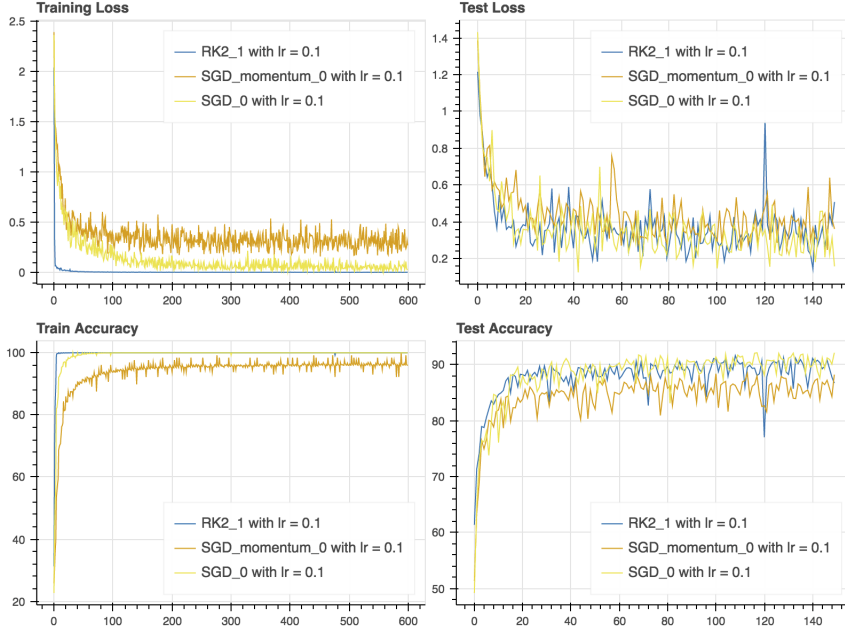 Training Loss
2.5
2
1.5
1
0.5
0
RK2_1 with lr = 0.1
SGD_momentum_0 with lr = 0.1
SGD_0 with lr = 0.1
0 100 200 300 400 500 600
Test Loss
1.4
1.2
1
0.8
0.6
0.4
0.2
RK2_1 with lr = 0.1
SGD_momentum_0 with lr = 0.1
SGD_0 with lr = 0.1
0 20 40 60 80 100 120 140
Train Accuracy
100
80
60
40
20
RK2_1 with lr = 0.1
SGD_momentum_0 with lr = 0.1
SGD_0 with lr = 0.1
0 100 200 300 400 500 600
Test Accuracy
90
80
70
60
50
RK2_1 with lr = 0.1
SGD_momentum_0 with lr = 0.1
SGD_0 with lr = 0.1
0 20 40 60 80 100 120 140